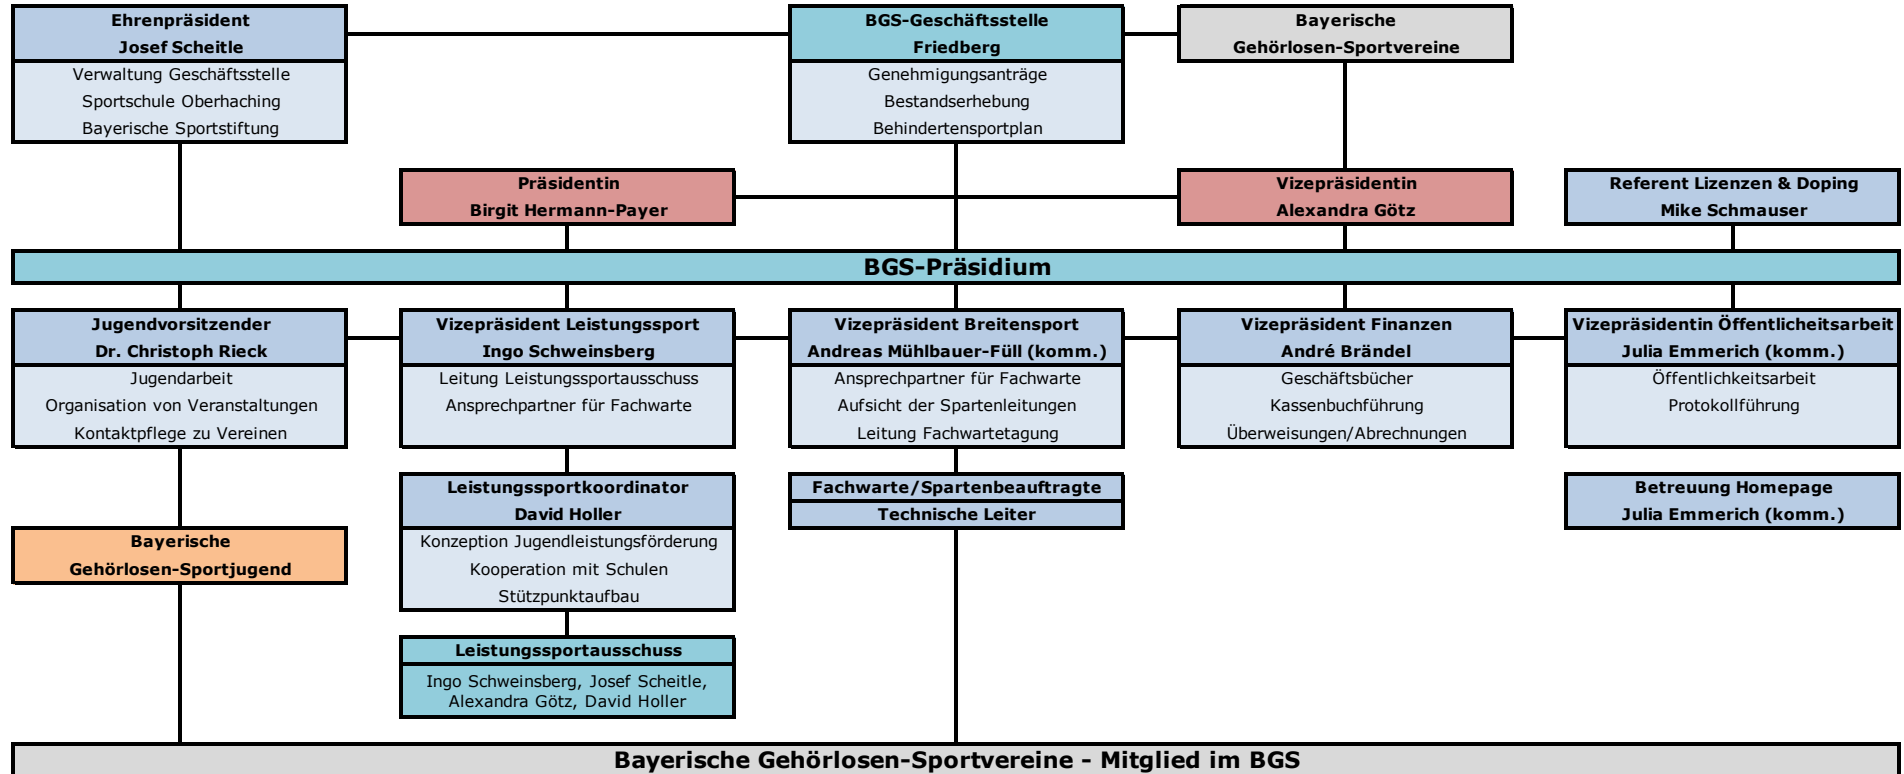 Ehrenpräsident
Josef Scheitle
Verwaltung Geschäftsstelle
Sportschule Oberhaching
Bayerische Sportstiftung
BGS-Geschäftsstelle
Friedberg
Genehmigungsanträge
Bestandserhebung
Behindertensportplan
Bayerische
Gehörlosen-Sportvereine
Präsidentin
Birgit Hermann-Payer
Vizepräsidentin
Alexandra Götz
Referent Lizenzen & Doping
Mike Schmauser
BGS-Präsidium
Jugendvorsitzender
Dr. Christoph Rieck
Jugendarbeit
Organisation von Veranstaltungen
Kontaktpflege zu Vereinen
Vizepräsident Leistungssport
Ingo Schweinsberg
Leitung Leistungssportausschuss
Ansprechpartner für Fachwarte
Vizepräsident Breitensport
Andreas Mühlbauer-Füll (komm.)
Ansprechpartner für Fachwarte
Aufsicht der Spartenleitungen
Leitung Fachwartetagung
Vizepräsident Finanzen
André Brändel
Geschäftsbücher
Kassenbuchführung
Überweisungen/Abrechnungen
Vizepräsidentin Öffentlicheitsarbeit
Julia Emmerich (komm.)
Öffentlichkeitsarbeit
Protokollführung
Leistungssportkoordinator
David Holler
Konzeption Jugendleistungsförderung
Kooperation mit Schulen
Stützpunktaufbau
Fachwarte/Spartenbeauftragte
Technische Leiter
Betreuung Homepage
Julia Emmerich (komm.)
Bayerische
Gehörlosen-Sportjugend
Leistungssportausschuss
Ingo Schweinsberg, Josef Scheitle,
Alexandra Götz, David Holler
Bayerische Gehörlosen-Sportvereine - Mitglied im BGS